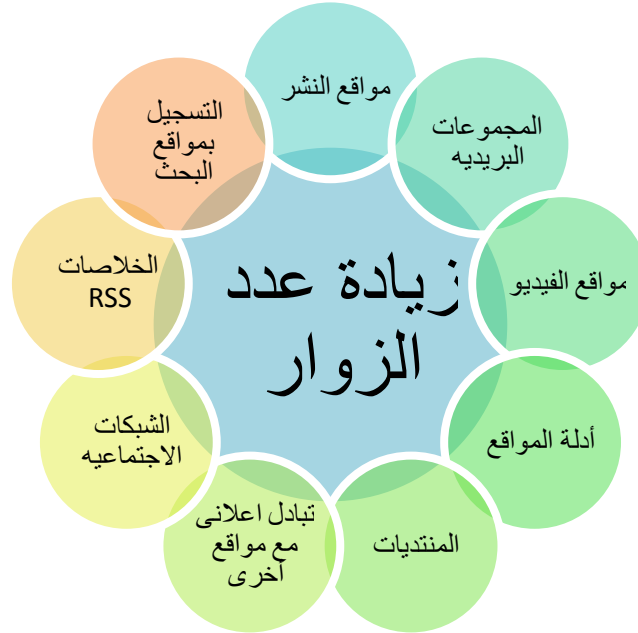 زيادة عدد
الزوار
مواقع النشر
المجموعات
البريديه
مواقع الفيديو
أدلة المواقع
المنتديات
تبادل اعلانى
مع مواقع
أخرى
الشبكات
الاجتماعيه
الخلاصات
RSS
التسجيل
بمواقع
البحث